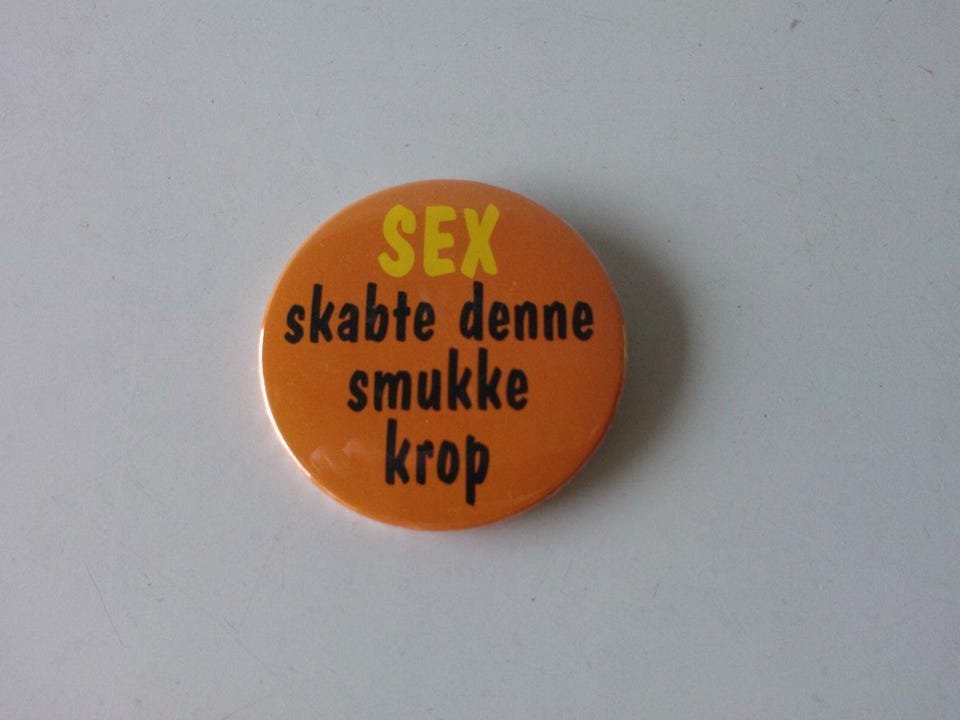 SEX
skabte denne
smukke
krop